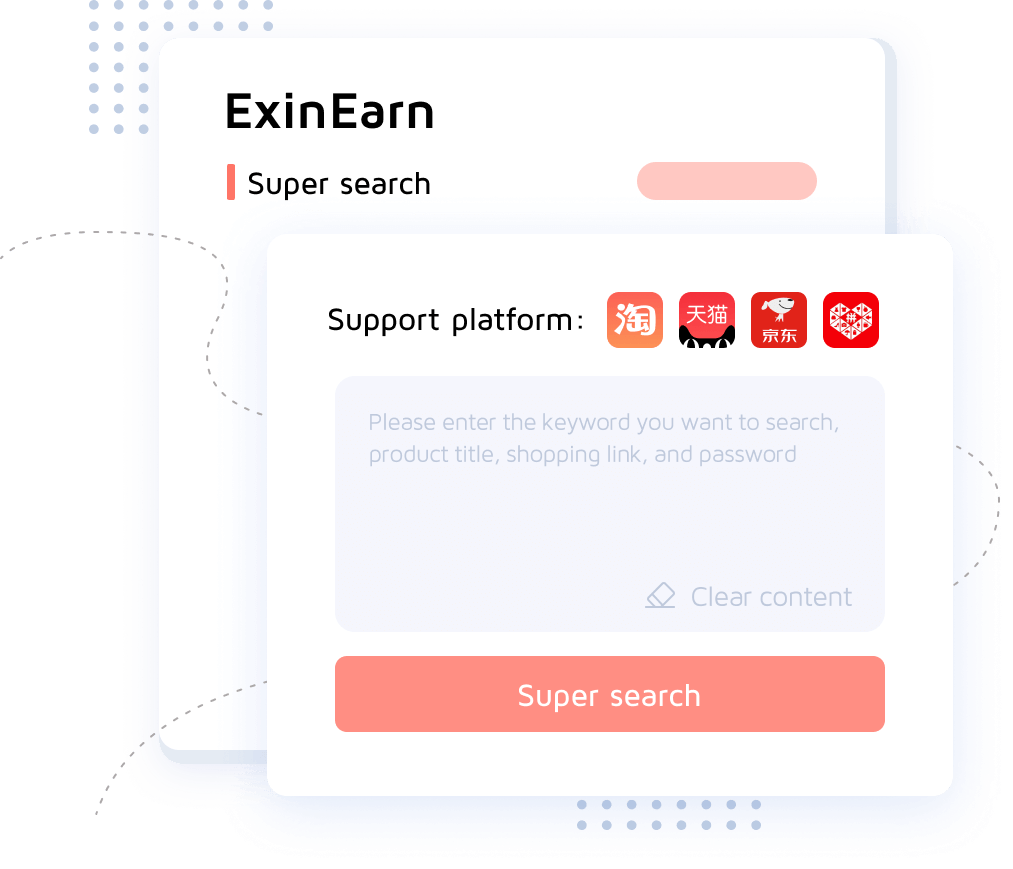 ExinEarn
Super search
Support platform:
淘
天猫
京东
拼
Please enter the keyword you want to search,
product title, shopping link, and password
Clear content
Super search